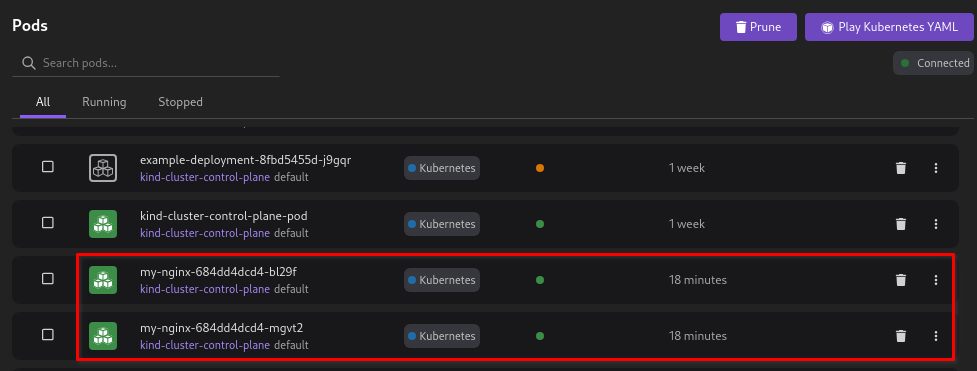 Pods
Prune
Play Kubernetes YAML
Search pods...
Connected
All Running Stopped
example-deployment-8fbd5455d-j9gqr
kind-cluster-control-plane default
Kubernetes
1 week
kind-cluster-control-plane-pod
kind-cluster-control-plane default
Kubernetes
1 week
my-nginx-684dd4dcd4-bl29f
kind-cluster-control-plane default
Kubernetes
18 minutes
my-nginx-684dd4dcd4-mgvt2
kind-cluster-control-plane default
Kubernetes
18 minutes